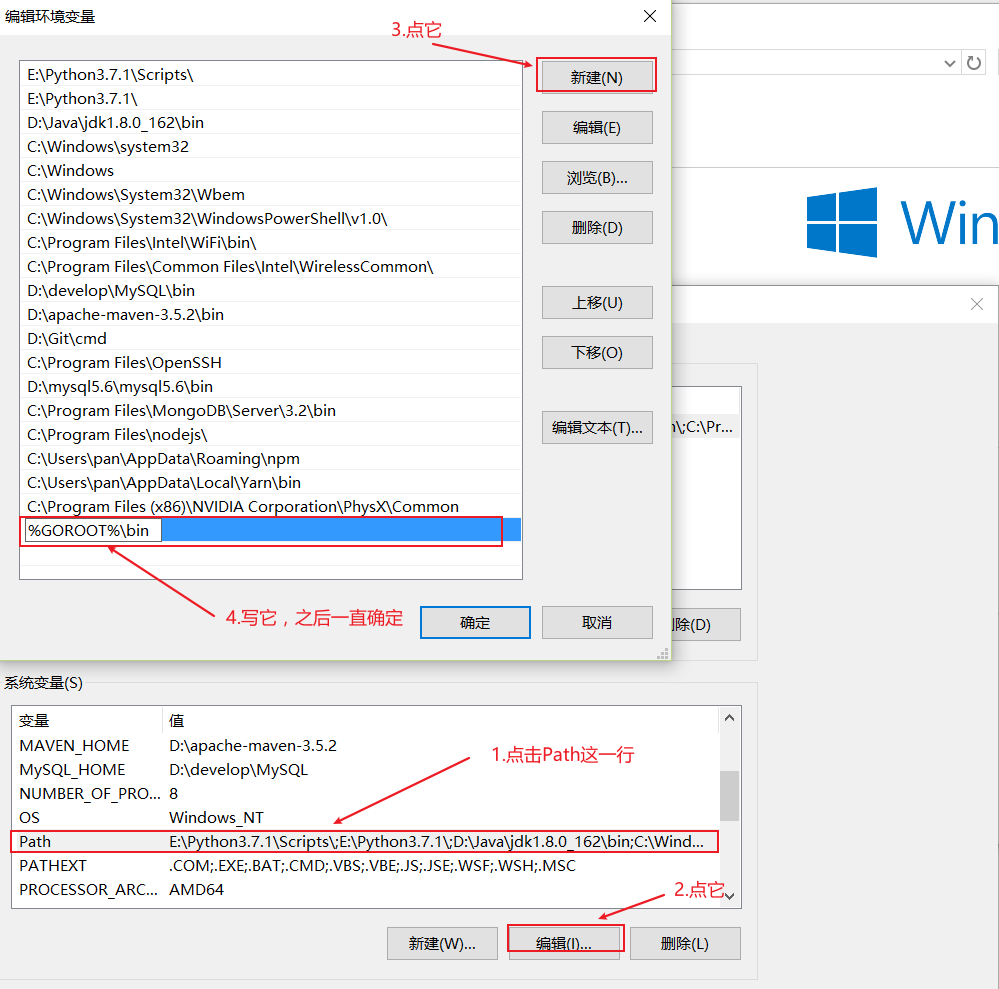 编辑环境变量
3.点它
E:\Python3.7.1\Scripts\
E:\Python3.7.1\
D:\Java\jdk1.8.0_162\bin
C:\Windows\system32
C:\Windows
C:\Windows\System32\Wbem
C:\Windows\System32\WindowsPowerShell\v1.0\
C:\Program Files\Intel\WiFi\bin\
C:\Program Files\Common Files\Intel\WirelessCommon\
D:\develop\MySQL\bin
D:\apache-maven-3.5.2\bin
D:\Git\cmd
C:\Program Files\OpenSSH
D:\mysql5.6\mysql5.6\bin
C:\Program Files\MongoDB\Server\3.2\bin
C:\Program Files\nodejs\
C:\Users\pan\AppData\Roaming\npm
C:\Users\pan\AppData\Local\Yarn\bin
C:\Program Files (x86)\NVIDIA Corporation\PhysX\Common
%GOROOT%\bin
新建(N)
编辑(E)
浏览(B)...
删除(D)
上移(U)
下移(O)
编辑文本(T)...
4.写它，之后一直确定
确定
取消
Win
n\;C:\Pr...
除(D)
系统变量(S)
变量 值
MAVEN_HOME D:\apache-maven-3.5.2
MySQL_HOME D:\develop\MySQL
NUMBER_OF_PRO... 8
OS Windows_NT
Path E:\Python3.7.1\Scripts\;E:\Python3.7.1\;D:\Java\jdk1.8.0_162\bin;C:\Wind...
PATHEXT .COM;.EXE;.BAT;.CMD;.VBS;.VBE;.JS;.JSE;.WSF;.WSH;.MSC
PROCESSOR_ARC... AMD64
1.点击Path这一行
2.点它
新建(W)...
编辑(I)...
删除(L)